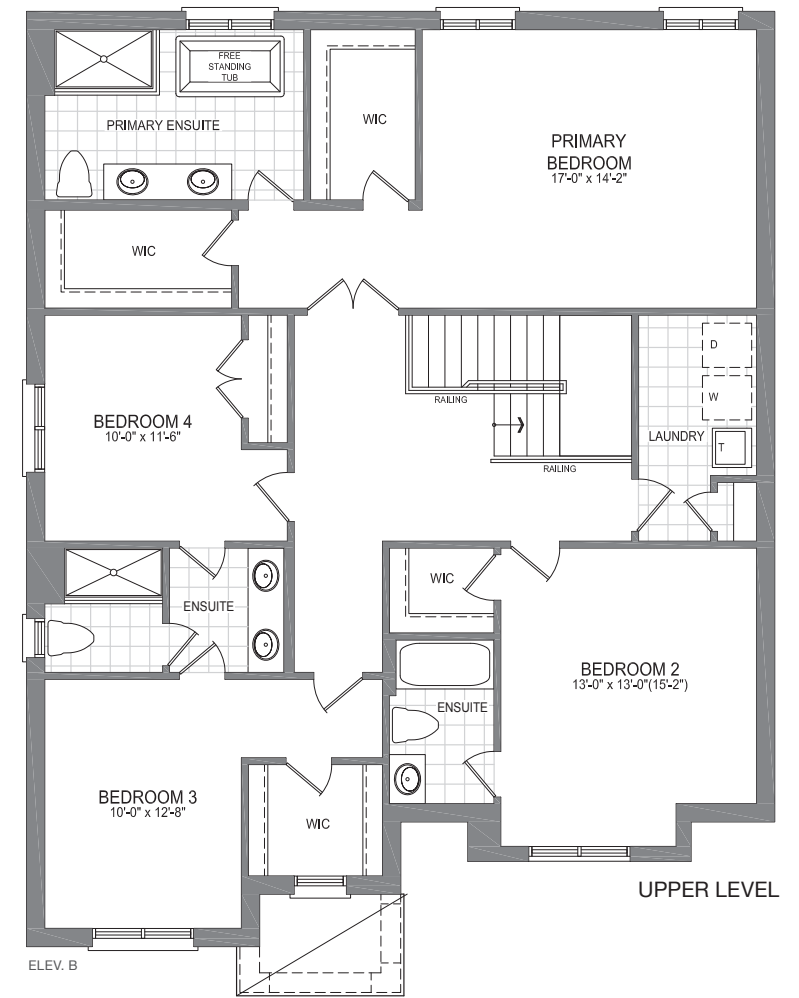 FREE
STANDING
TUB
PRIMARY ENSUITE
WIC
PRIMARY
BEDROOM
17'-0" x 14'-2"
WIC
D
W
RAILING
BEDROOM 4
10'-0" x 11'-6"
LAUNDRY
T
RAILING
WIC
ENSUITE
BEDROOM 2
13'-0" x 13'-0"(15'-2")
ENSUITE
BEDROOM 3
10'-0" x 12'-8"
WIC
UPPER LEVEL
ELEV. B